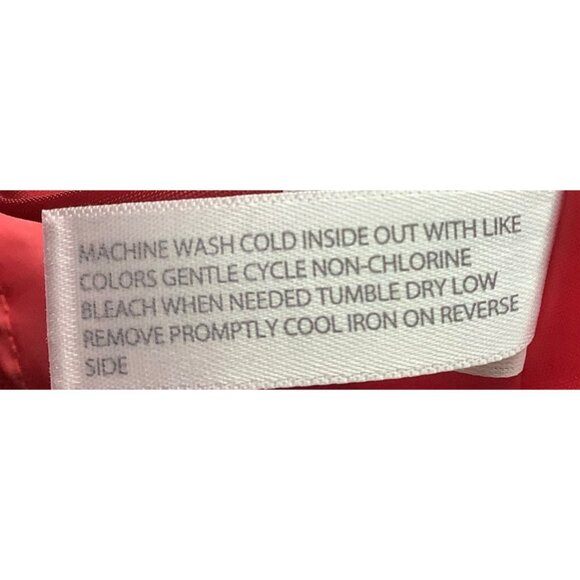 MACHINE WASH COLD INSIDE OUT WITH LIKE
COLORS GENTLE CYCLE NON-CHLORINE
BLEACH WHEN NEEDED TUMBLE DRY LOW
REMOVE PROMPTLY COOL IRON ON REVERSE
SIDE